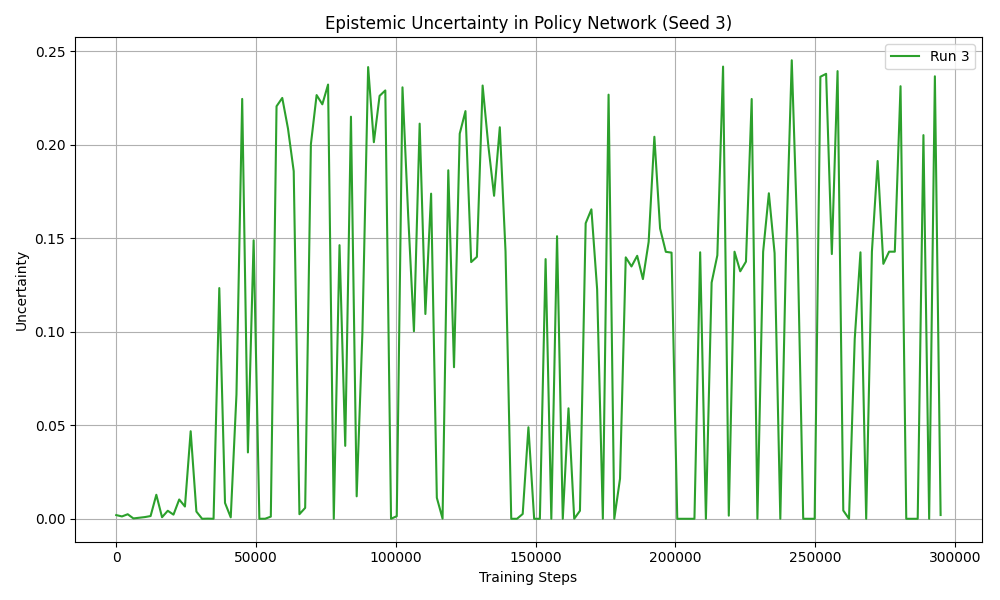 Epistemic Uncertainty in Policy Network (Seed 3)
Run 3
Uncertainty
0.25
0.20
0.15
0.10
0.05
0.00
0 50000 100000 150000 200000 250000 300000
Training Steps